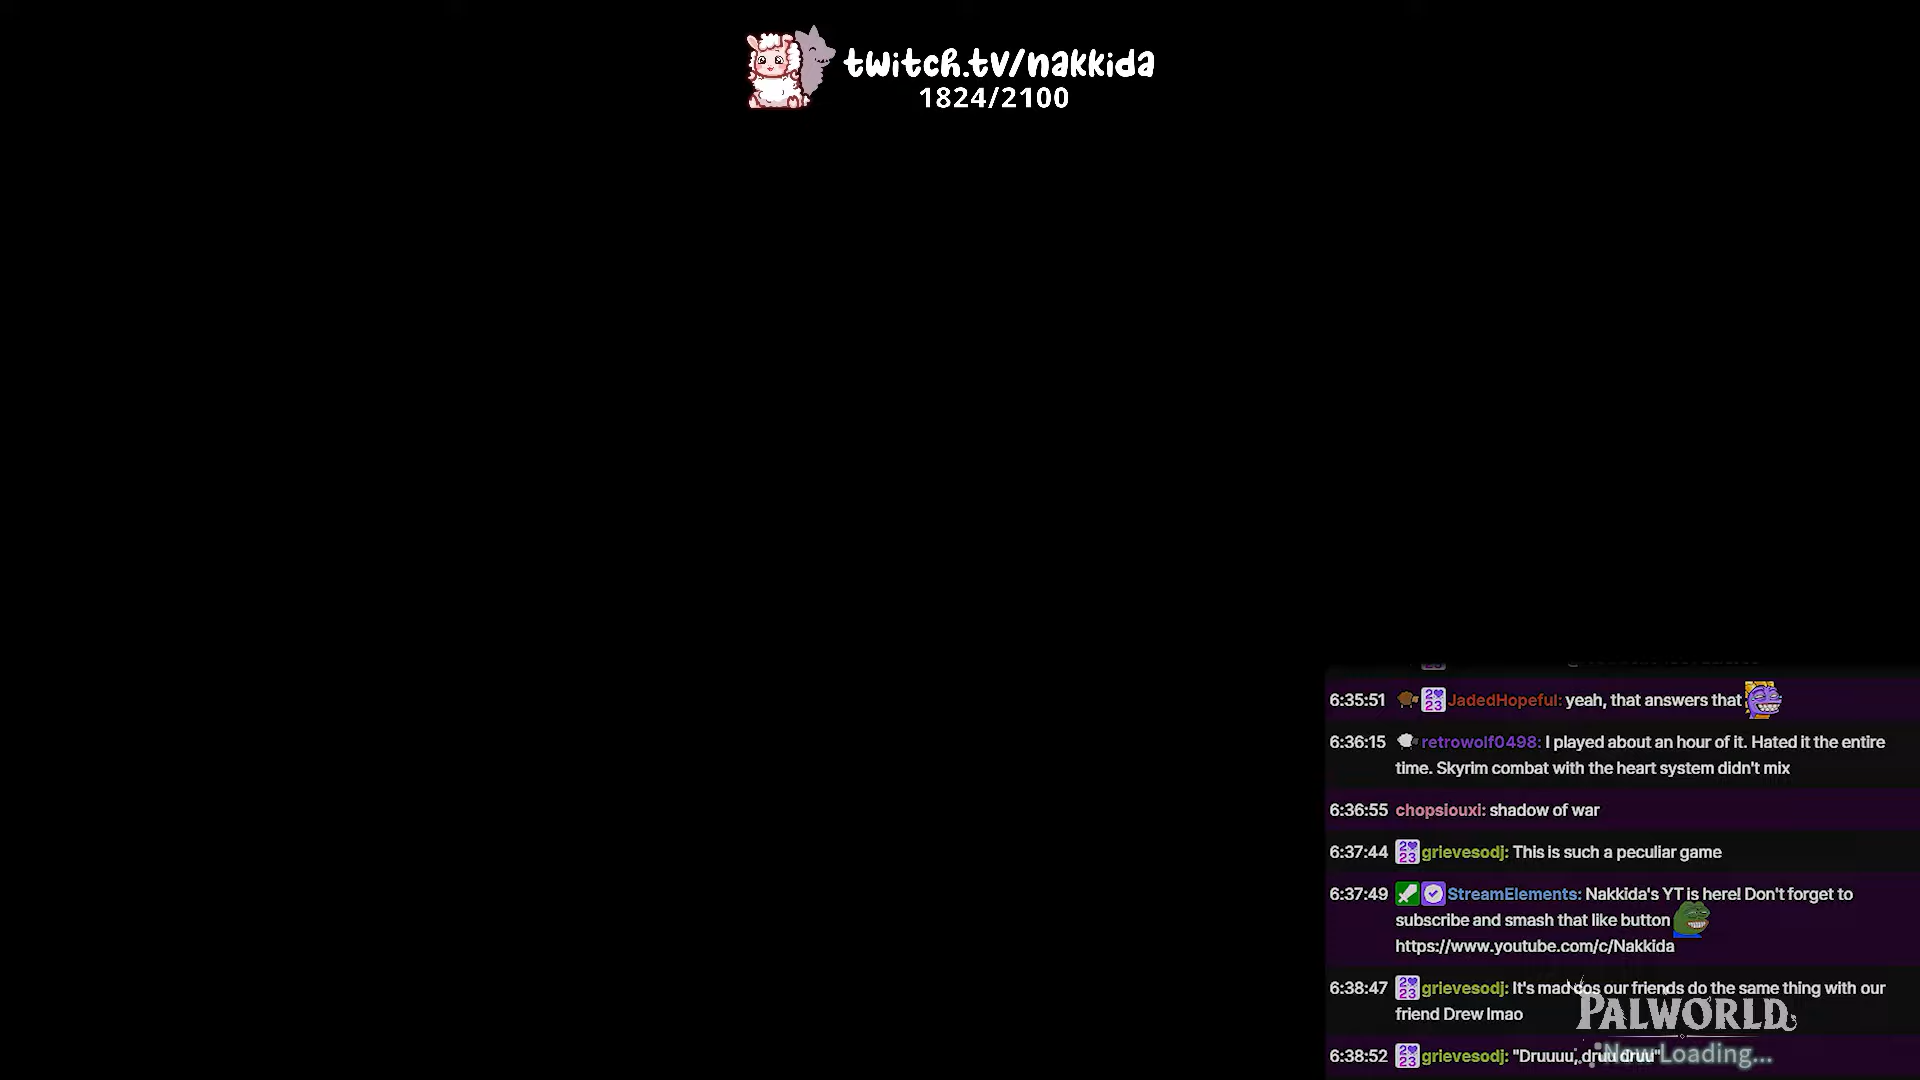 twitch.tv/nakkida
1824/2100
6:35:51 JadedHopeful: yeah, that answers that
6:36:15 retrowolf0498: I played about an hour of it. Hated it the entire
time. Skyrim combat with the heart system didn't mix
6:36:55 chopsiouxi: shadow of war
6:37:44 grievesodj: This is such a peculiar game
6:37:49 StreamElements: Nakkida's YT is here! Don't forget to
subscribe and smash that like button
https://www.youtube.com/c/Nakkida
6:38:47 grievesodj: It's mad cos our friends do the same thing with our
friend Drew lmao
PALWORLD
6:38:52 grievesodj: "Druuuu, druu druu"
Now Loading...